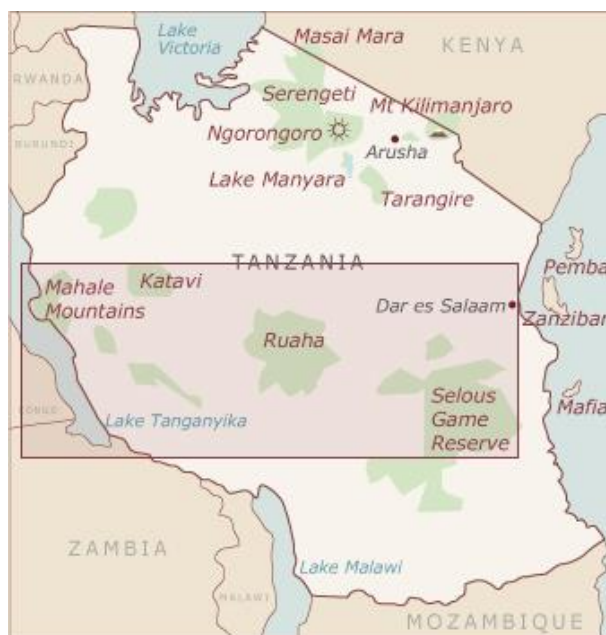 Lake
Victoria
Masai Mara
KENYA
RWANDA
Serengeti
Mt Kilimanjaro
Ngorongoro
BURUNDI
Arusha
Lake Manyara
Tarangire
TANZANIA
Pemba
Mahale
Mountains
Katavi
Dar es Salaam
Zanzibar
Ruaha
Selous
Game
Reserve
Mafia
CONGO
Lake Tanganyika
ZAMBIA
Lake Malawi
MALAWI
MOZAMBIQUE